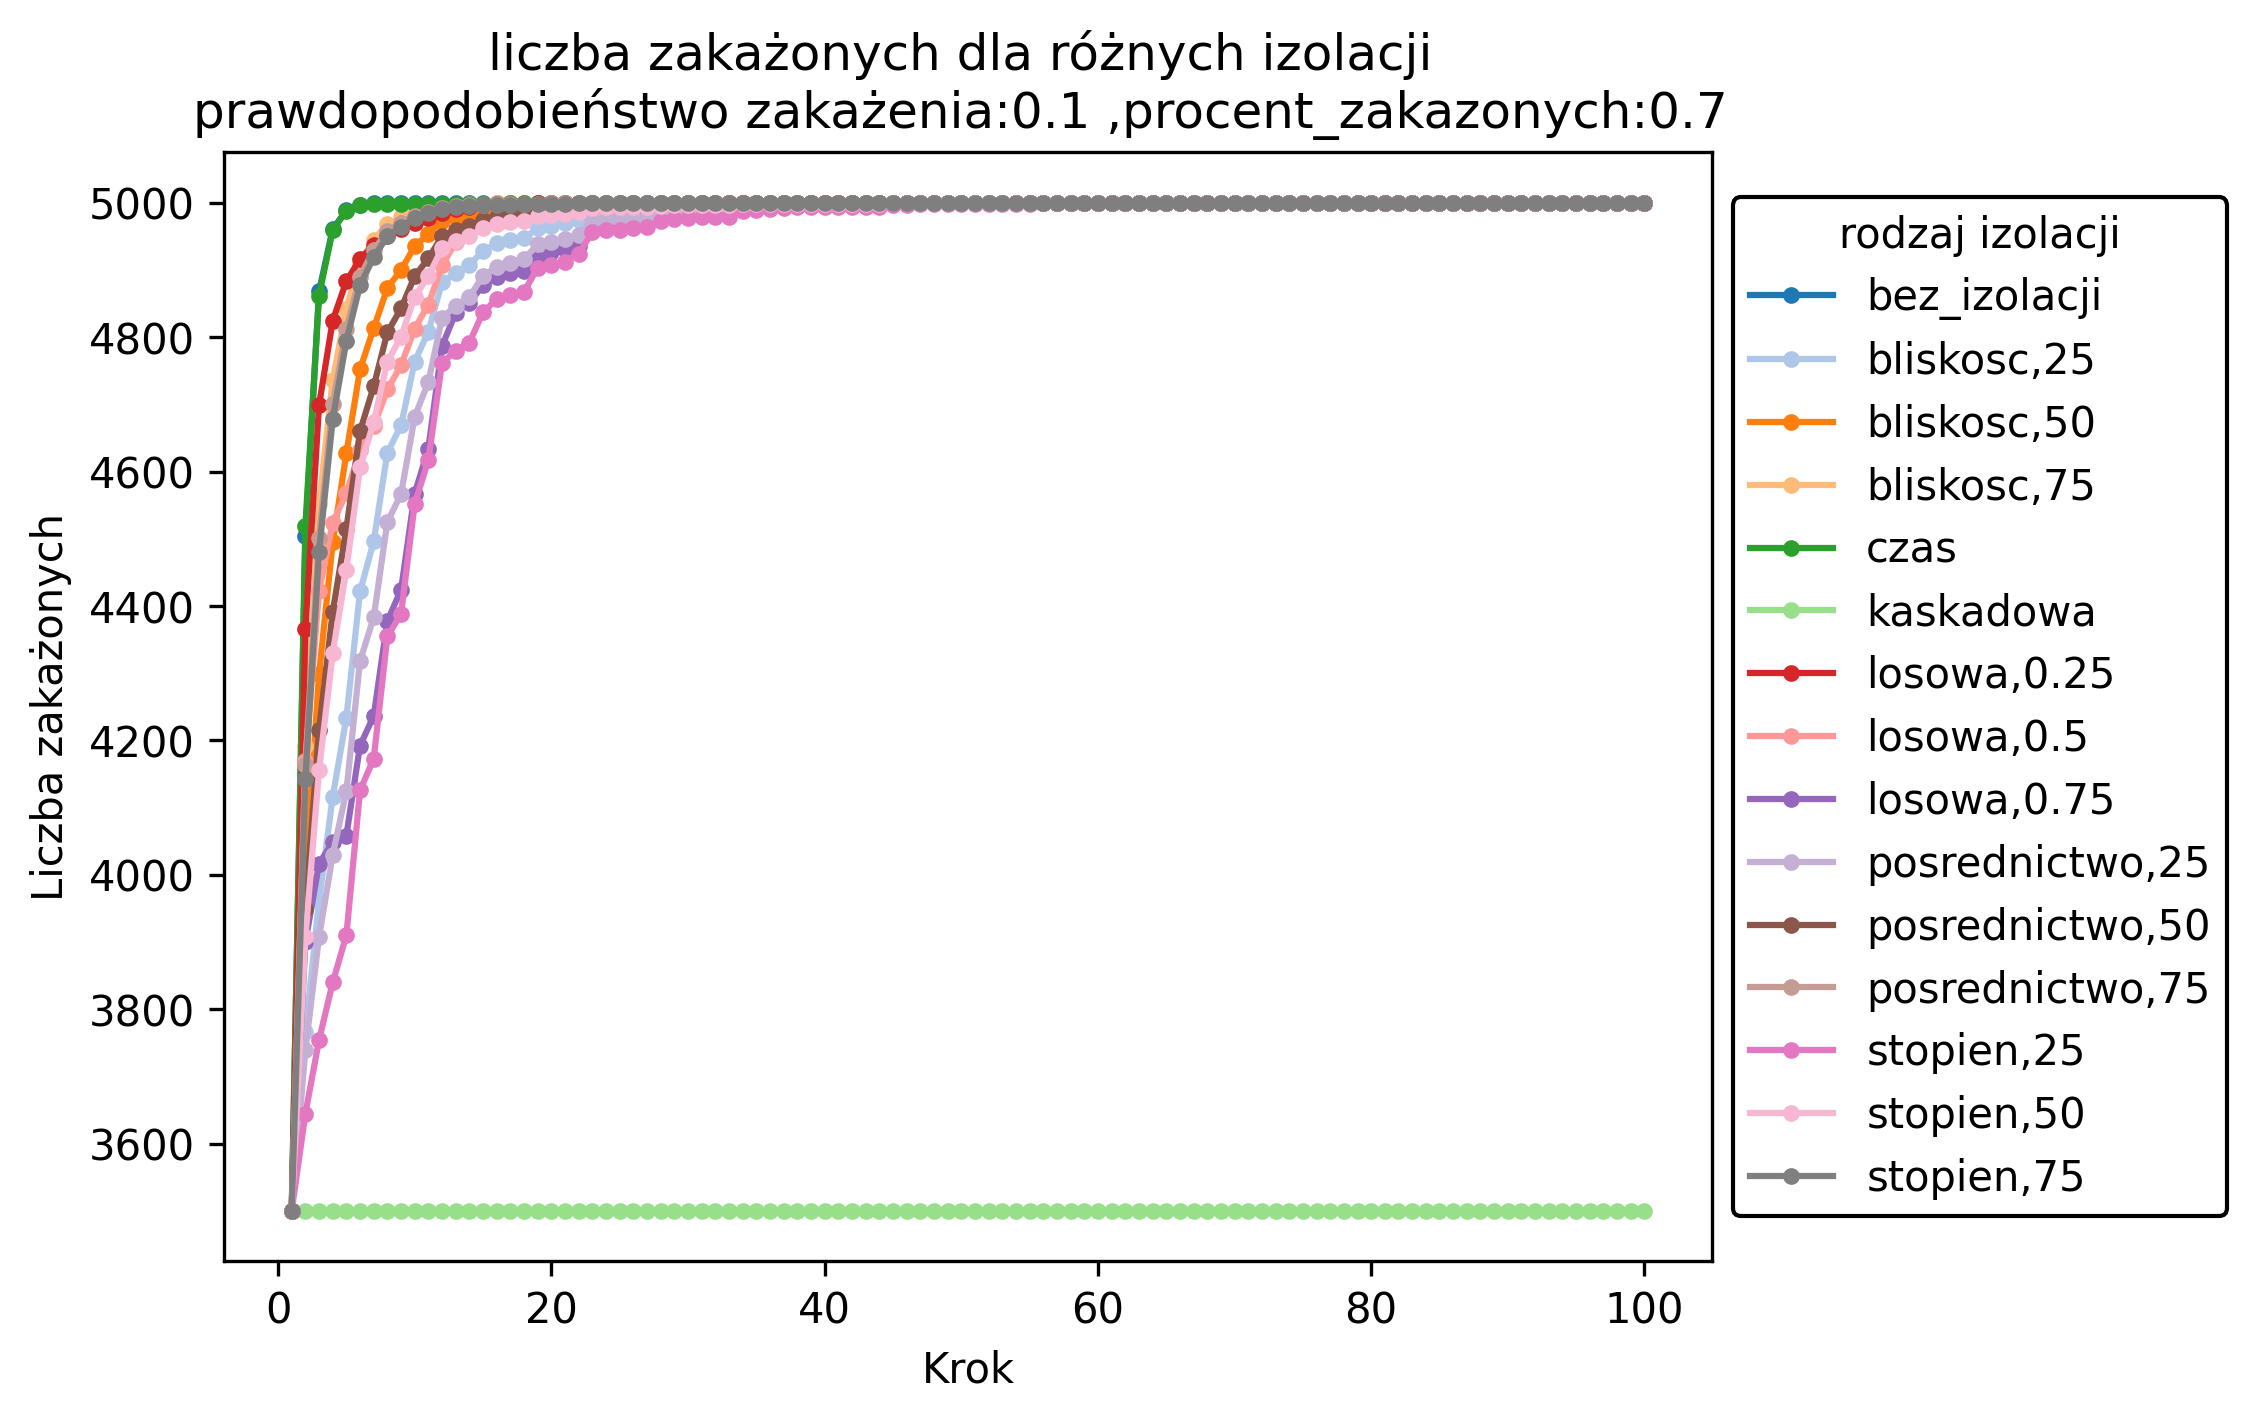 liczba zakażonych dla różnych izolacji
prawdopodobieństwo zakażenia:0.1 ,procent_zakazonych:0.7
Liczba zakażonych
5000
4800
4600
4400
4200
4000
3800
3600
0
20
40
60
80
100
Krok
rodzaj izolacji
bez_izolacji
bliskosc,25
bliskosc,50
bliskosc,75
czas
kaskadowa
losowa,0.25
losowa,0.5
losowa,0.75
posrednictwo,25
posrednictwo,50
posrednictwo,75
stopien,25
stopien,50
stopien,75